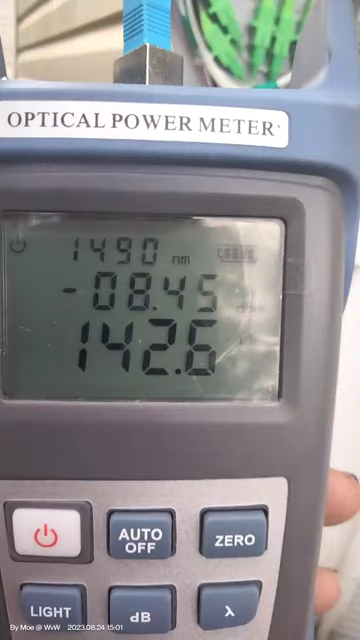 OPTICAL POWER METER
1490 nm
-08.45
142.6
AUTO OFF
ZERO
LIGHT
dB
λ
By Moe @ WvW 2023.08.24 15:01